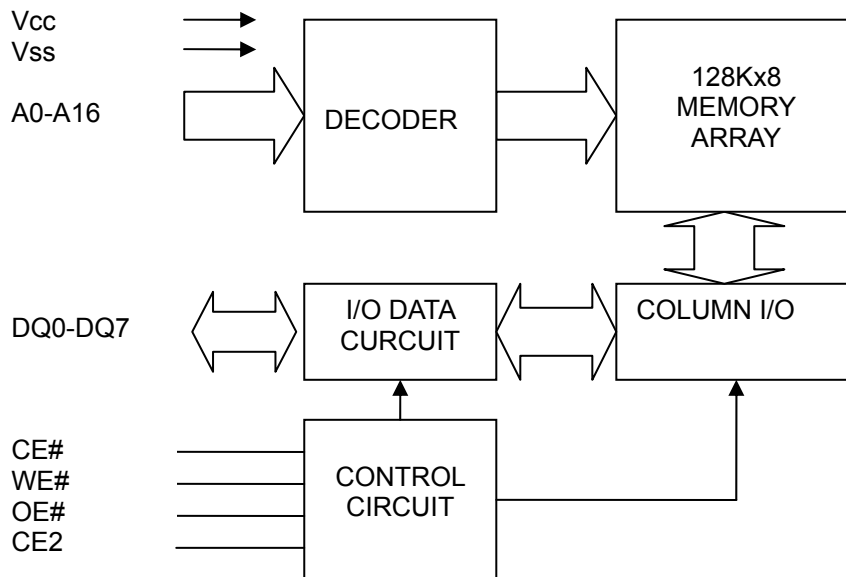 Vcc
Vss
A0-A16
DECODER
128Kx8
MEMORY
ARRAY
DQ0-DQ7
I/O DATA
CURCUIT
COLUMN I/O
CE#
WE#
OE#
CE2
CONTROL
CIRCUIT